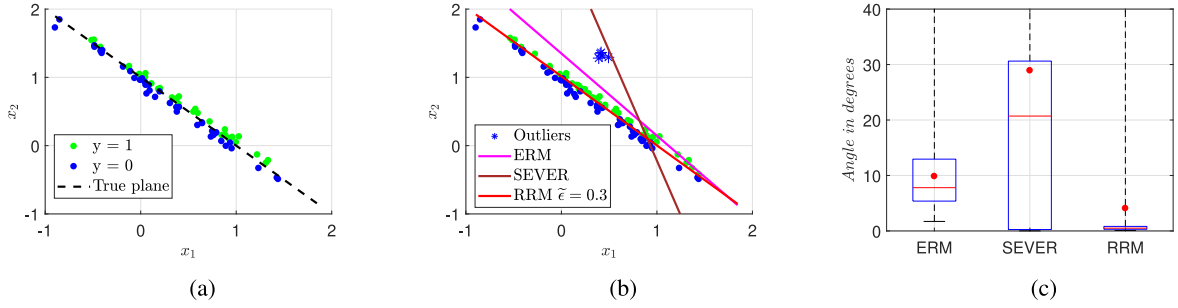 2
1
0
-1
-1
0
1
2
x₂
x₁
y = 1
y = 0
True plane
(a)
2
1
0
-1
-1
0
1
2
x₂
x₁
Outliers
ERM
SEVER
RRM ϵ̃ = 0.3
(b)
40
30
20
10
0
Angle in degrees
ERM
SEVER
RRM
(c)